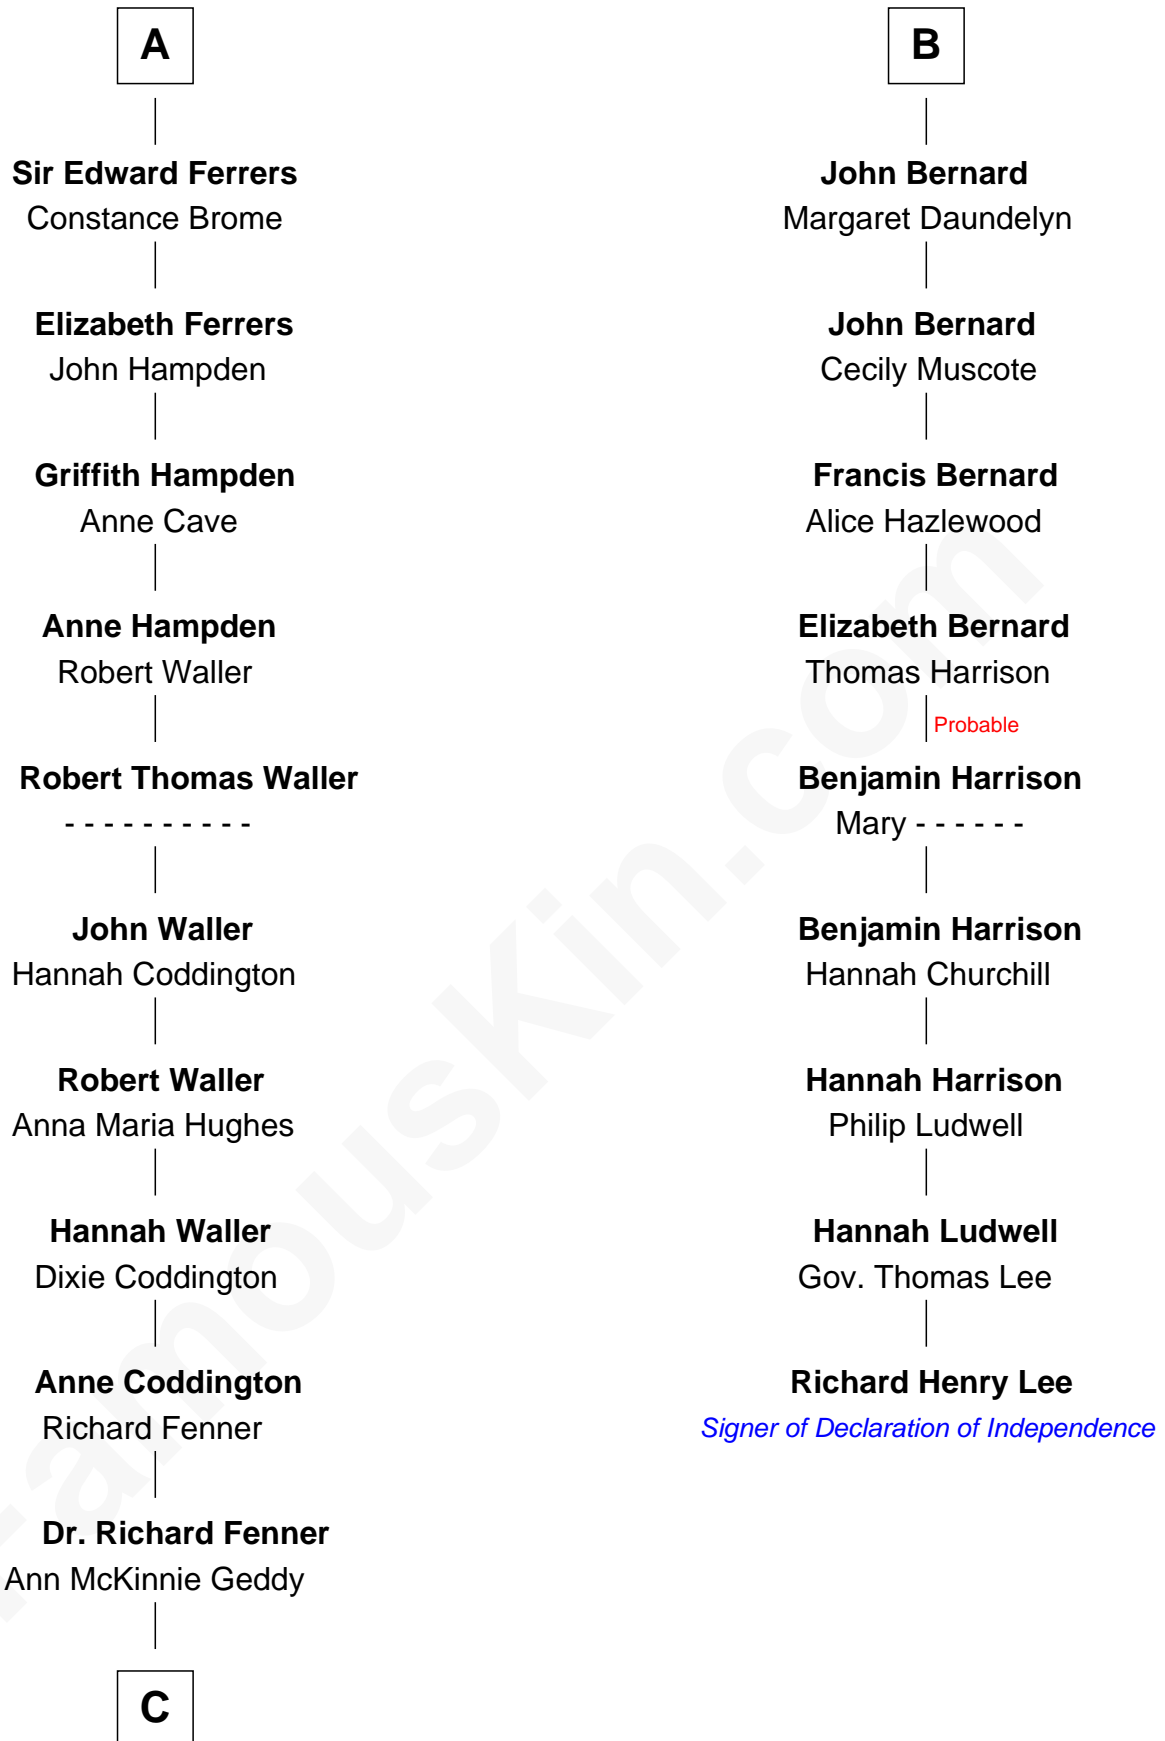 A
Sir Edward Ferrers
Constance Brome
Elizabeth Ferrers
John Hampden
Griffith Hampden
Anne Cave
Anne Hampden
Robert Waller
Robert Thomas Waller
- - - - - - - - - -
John Waller
Hannah Coddington
Robert Waller
Anna Maria Hughes
Hannah Waller
Dixie Coddington
Anne Coddington
Richard Fenner
Dr. Richard Fenner
Ann McKinnie Geddy
C
B
John Bernard
Margaret Daundelyn
John Bernard
Cecily Muscote
Francis Bernard
Alice Hazlewood
Elizabeth Bernard
Thomas Harrison
Probable
Benjamin Harrison
Mary - - - - - -
Benjamin Harrison
Hannah Churchill
Hannah Harrison
Philip Ludwell
Hannah Ludwell
Gov. Thomas Lee
Richard Henry Lee
Signer of Declaration of Independence
FamousKin.com